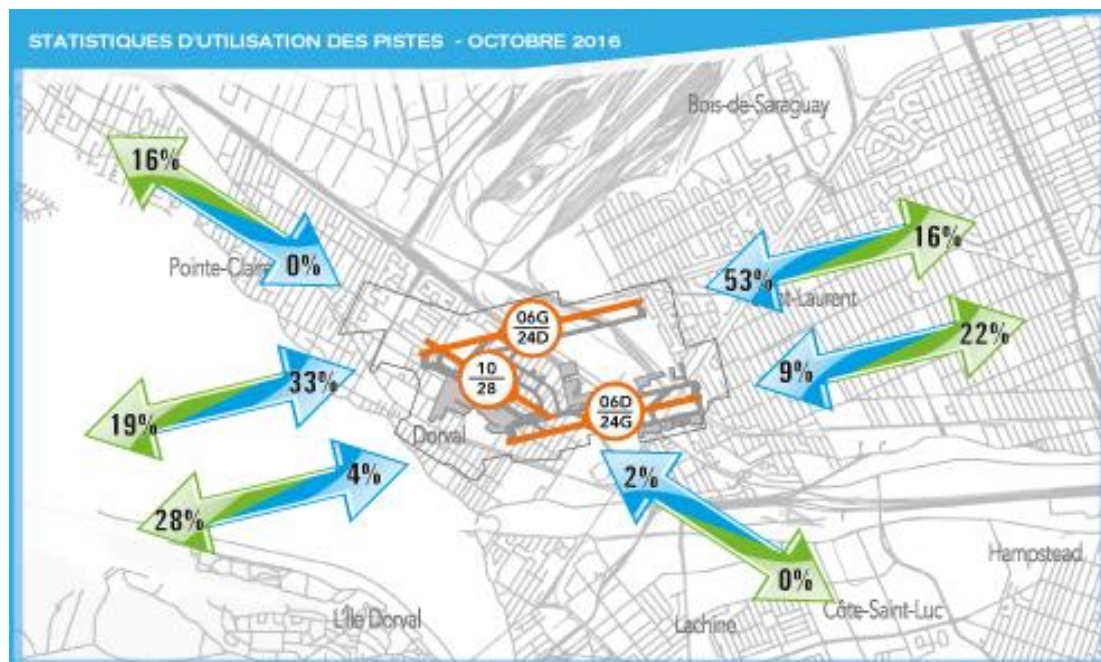 STATISTIQUES D'UTILISATION DES PISTES - OCTOBRE 2016
Bois-de-Saraguay
16%
16%
Pointe-Claire
0%
53%
nt-Laurent
06G
24D
22%
33%
10
28
9%
19%
06D
24G
Dorval
4%
2%
28%
Hampstead
0%
L'Île Dorval
Lachine
Côte-Saint-Luc